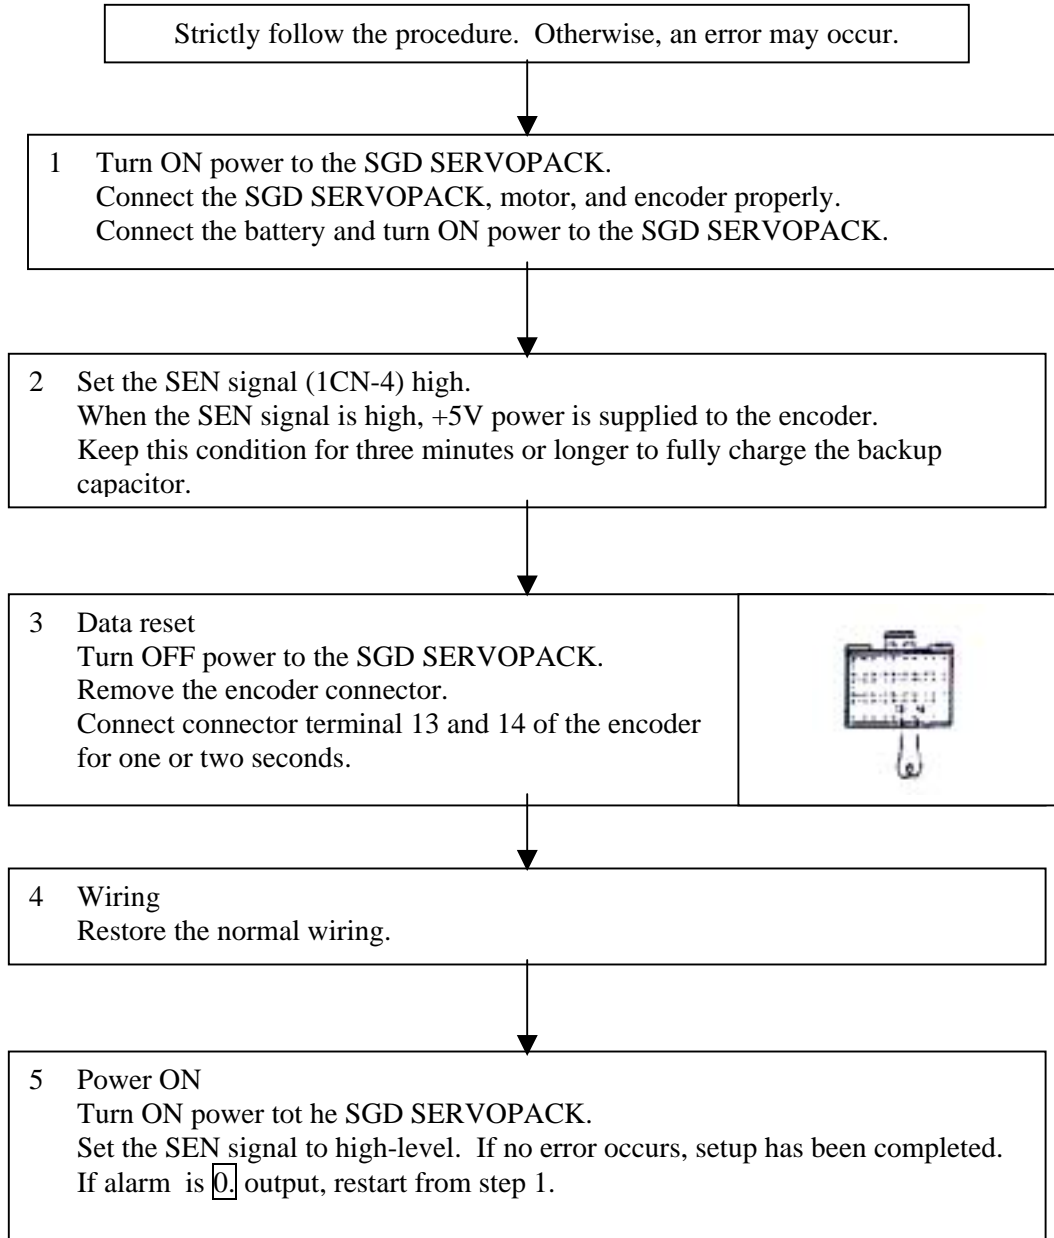 Strictly follow the procedure. Otherwise, an error may occur.
1 Turn ON power to the SGD SERVOPACK.
Connect the SGD SERVOPACK, motor, and encoder properly.
Connect the battery and turn ON power to the SGD SERVOPACK.
2 Set the SEN signal (1CN-4) high.
When the SEN signal is high, +5V power is supplied to the encoder.
Keep this condition for three minutes or longer to fully charge the backup
capacitor.
3 Data reset
Turn OFF power to the SGD SERVOPACK.
Remove the encoder connector.
Connect connector terminal 13 and 14 of the encoder
for one or two seconds.
4 Wiring
Restore the normal wiring.
5 Power ON
Turn ON power tot he SGD SERVOPACK.
Set the SEN signal to high-level. If no error occurs, setup has been completed.
If alarm is 0. output, restart from step 1.